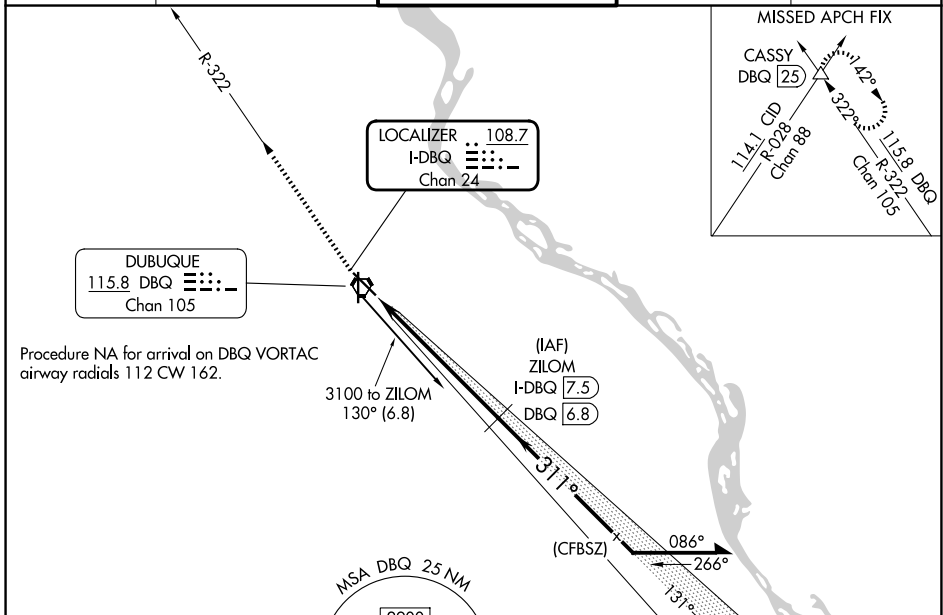 MISSED APCH FIX
CASSY
DBQ 25
142°
322°
114.1 CID
R-028
Chan 88
115.8 DBQ
R-322
Chan 105
R-322
LOCALIZER 108.7
I-DBQ
Chan 24
DUBUQUE
115.8 DBQ
Chan 105
Procedure NA for arrival on DBQ VORTAC
airway radials 112 CW 162.
3100 to ZILOM
130° (6.8)
(IAF)
ZILOM
I-DBQ 7.5
DBQ 6.8
311°
(CFBSZ)
086°
266°
131°
MSA DBQ 25 NM